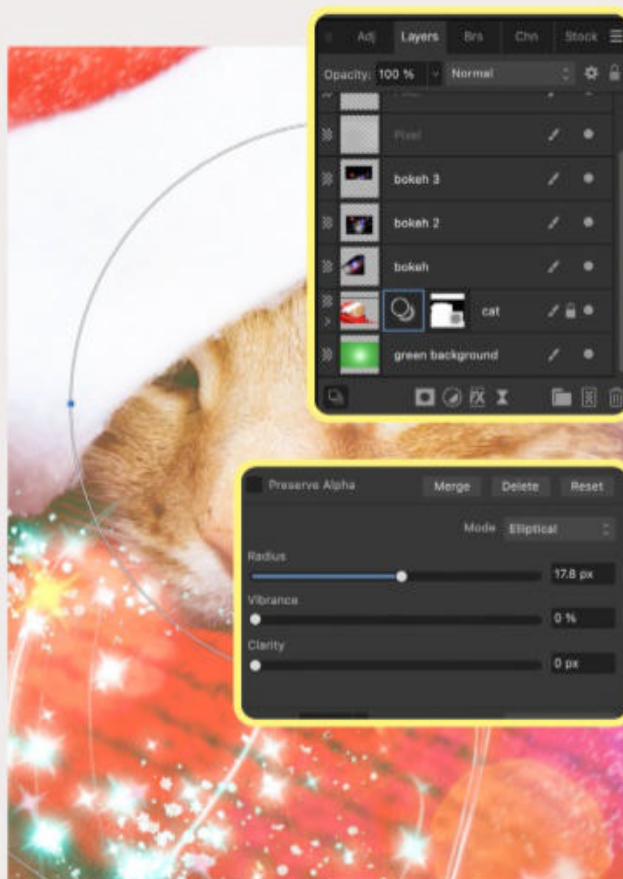 Adj Layers Brs Chn Stock
Opacity: 100 % Normal
Pixel
bokeh 3
bokeh 2
bokeh
cat
green background
Preserve Alpha Merge Delete Reset
Mode Elliptical
Radius
17.8 px
Vibrance
0 %
Clarity
0 px